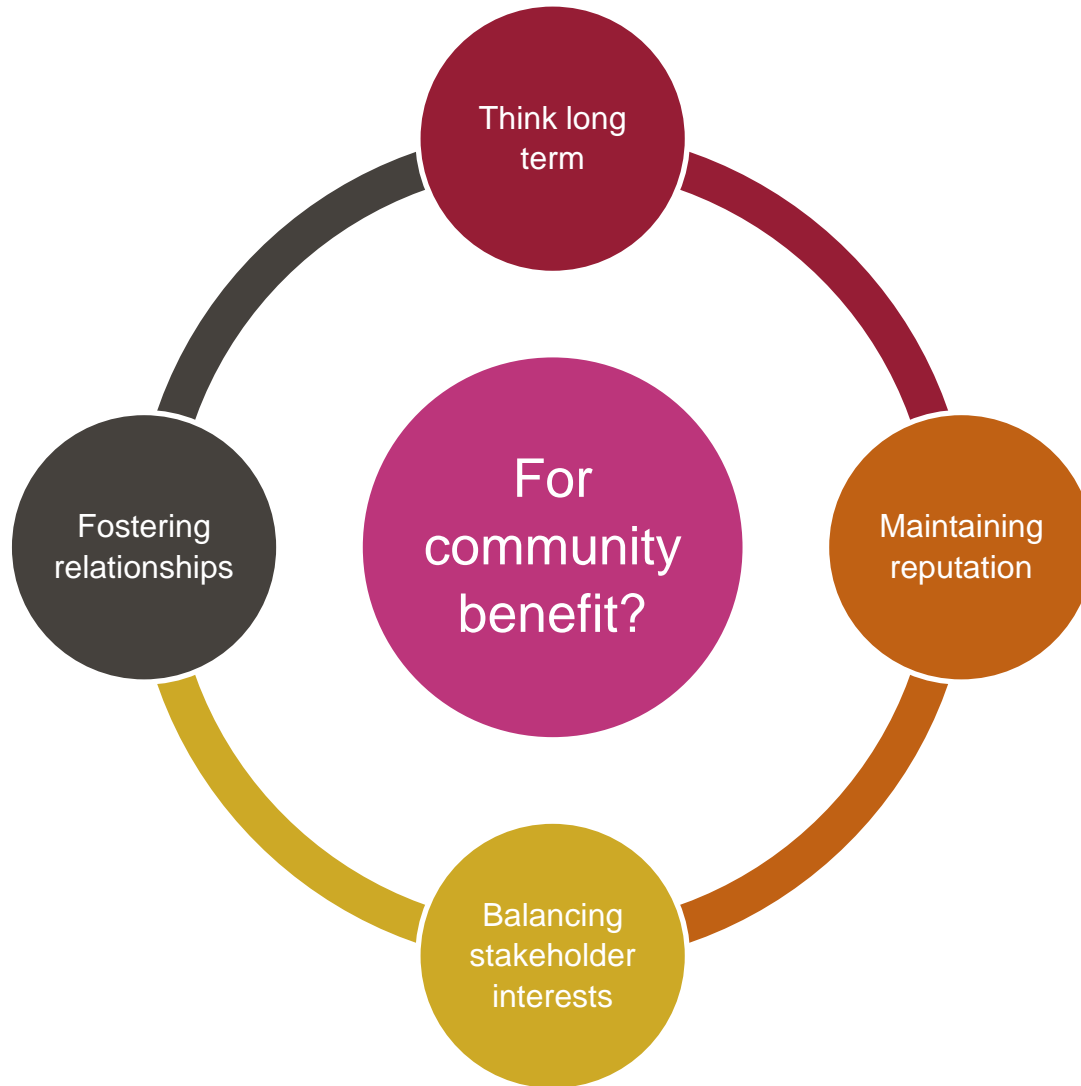 Think long
term
For
community
benefit?
Fostering
relationships
Maintaining
reputation
Balancing
stakeholder
interests